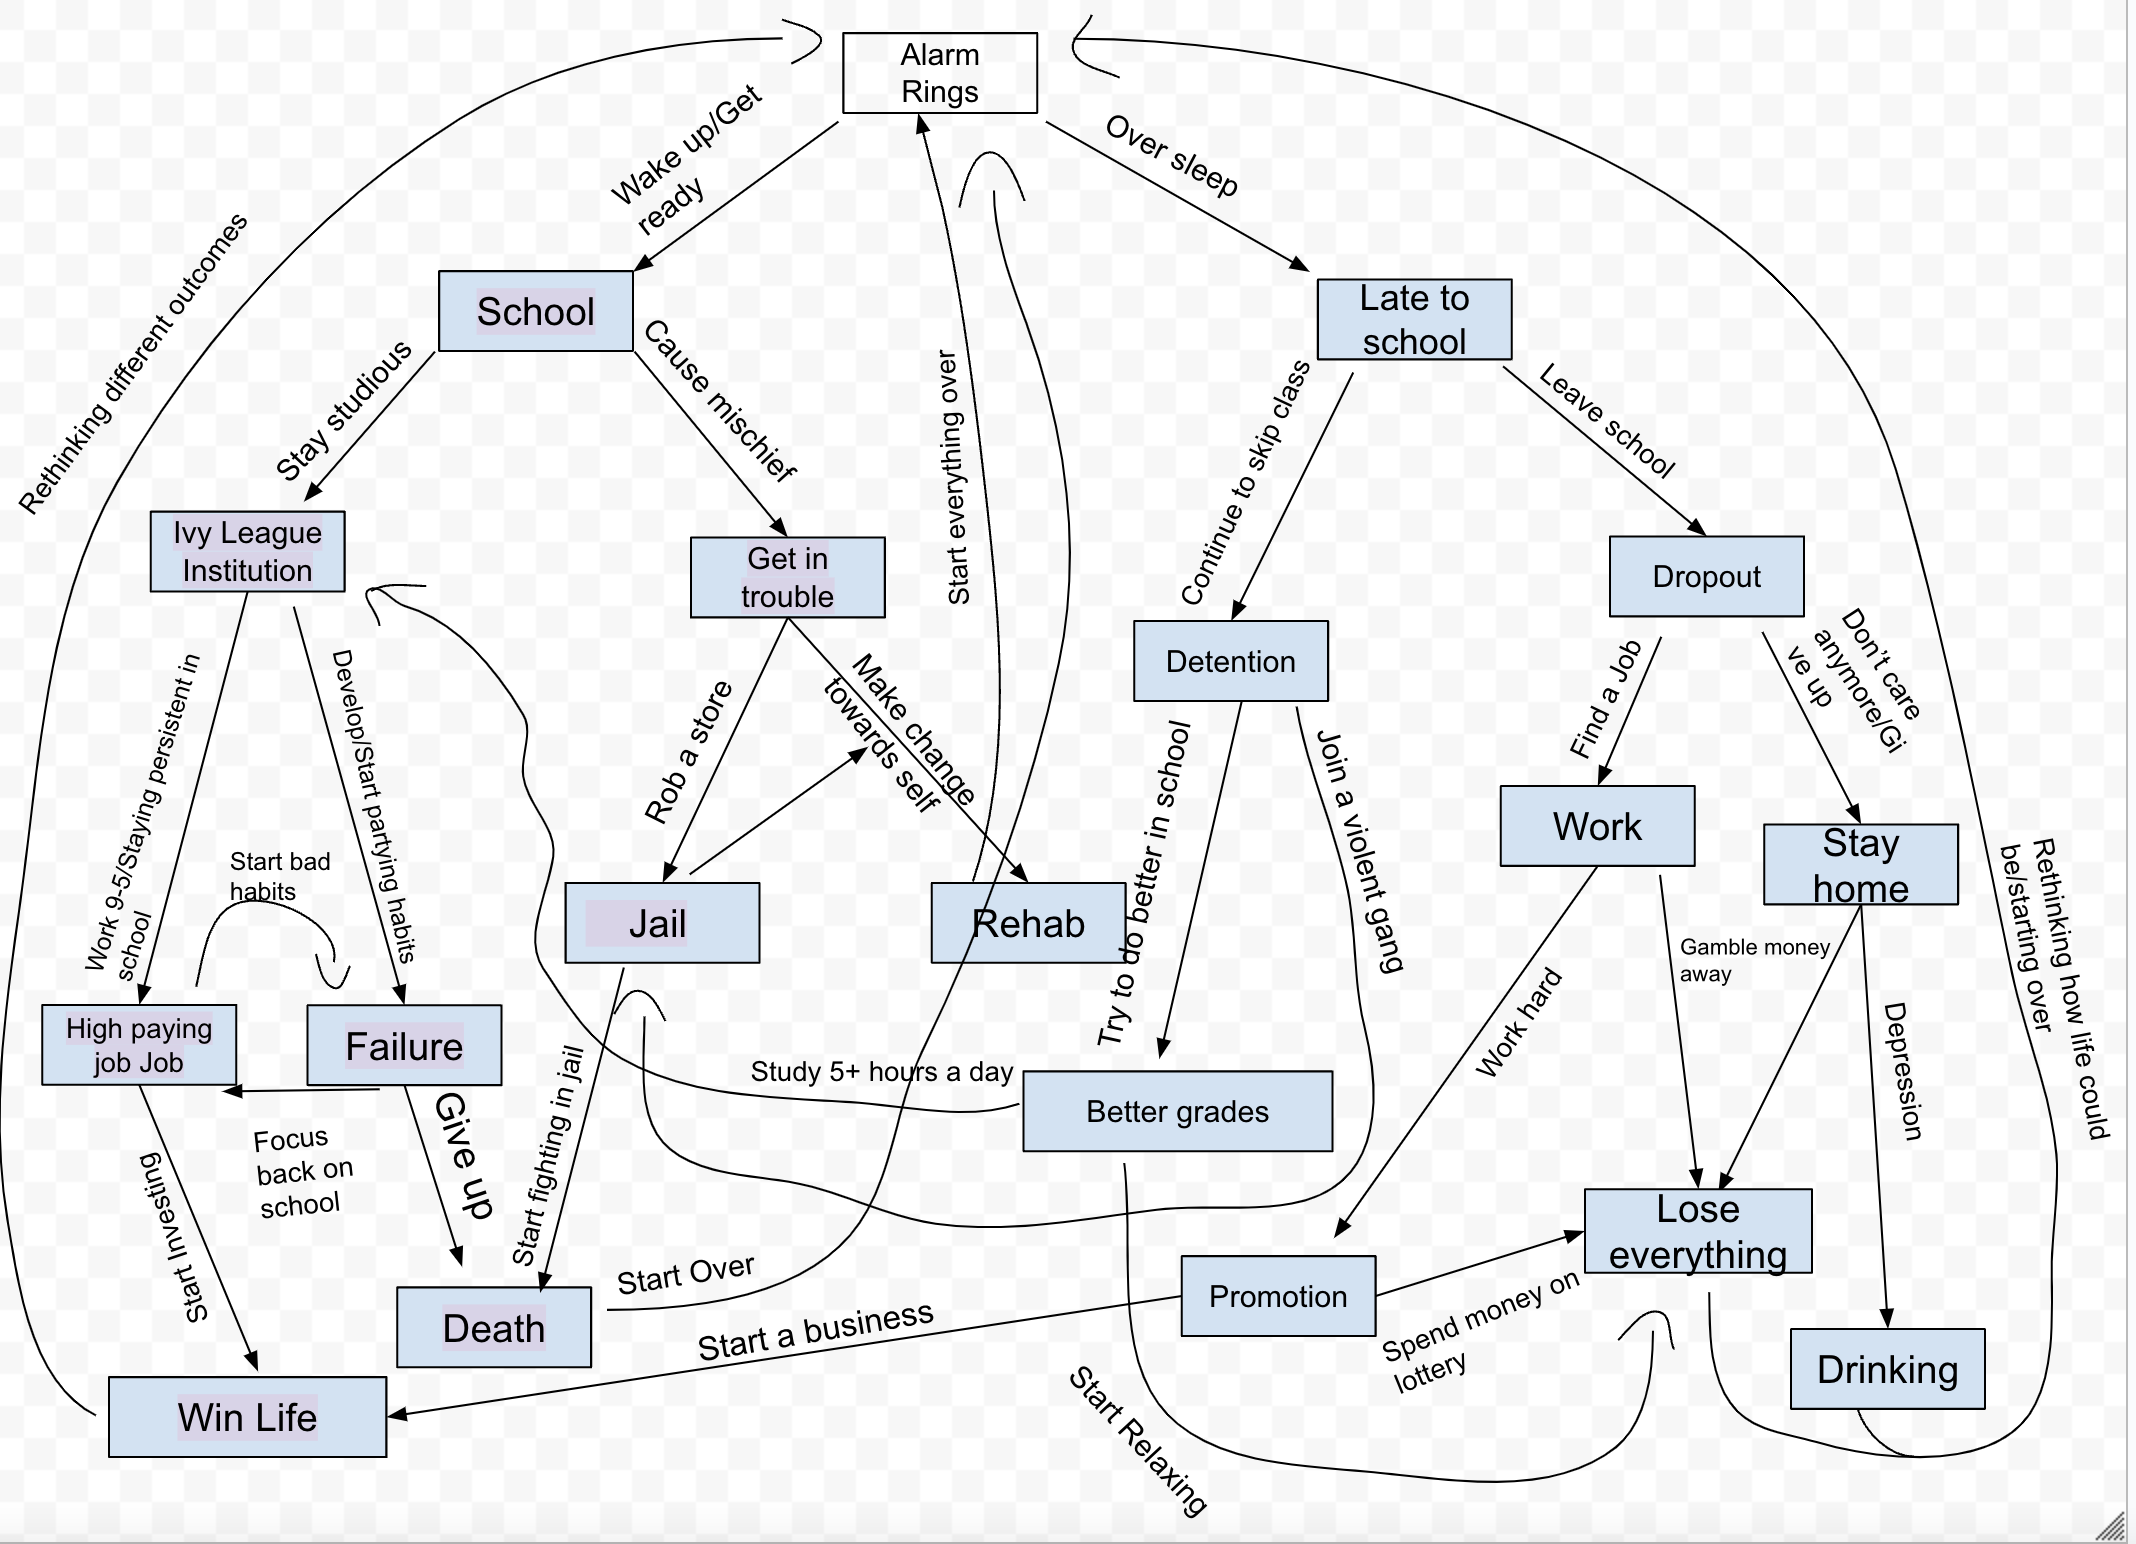 Alarm
Rings
Wake up/Get
ready
Over sleep
Rethinking different outcomes
School
Late to
school
Stay studious
Cause mischief
Start everything over
Continue to skip class
Leave school
Ivy League
Institution
Get in
trouble
Dropout
Detention
Work 9-5/Staying persistent in
school
Develop/Start partying habits
Rob a store
Make change
towards self
Try to do better in school
Join a violent gang
Find a Job
Don't care
anymore/Gi
ve up
Work
Stay
home
Start bad
habits
Jail
Rehab
Gamble money
away
Rethinking how life could
be/starting over
High paying
job Job
Failure
Work hard
Depression
Study 5+ hours a day
Better grades
Focus
back on
school
Give up
Start fighting in jail
Start Investing
Lose
everything
Start Over
Promotion
Spend money on
lottery
Death
Start a business
Drinking
Win Life
Start Relaxing